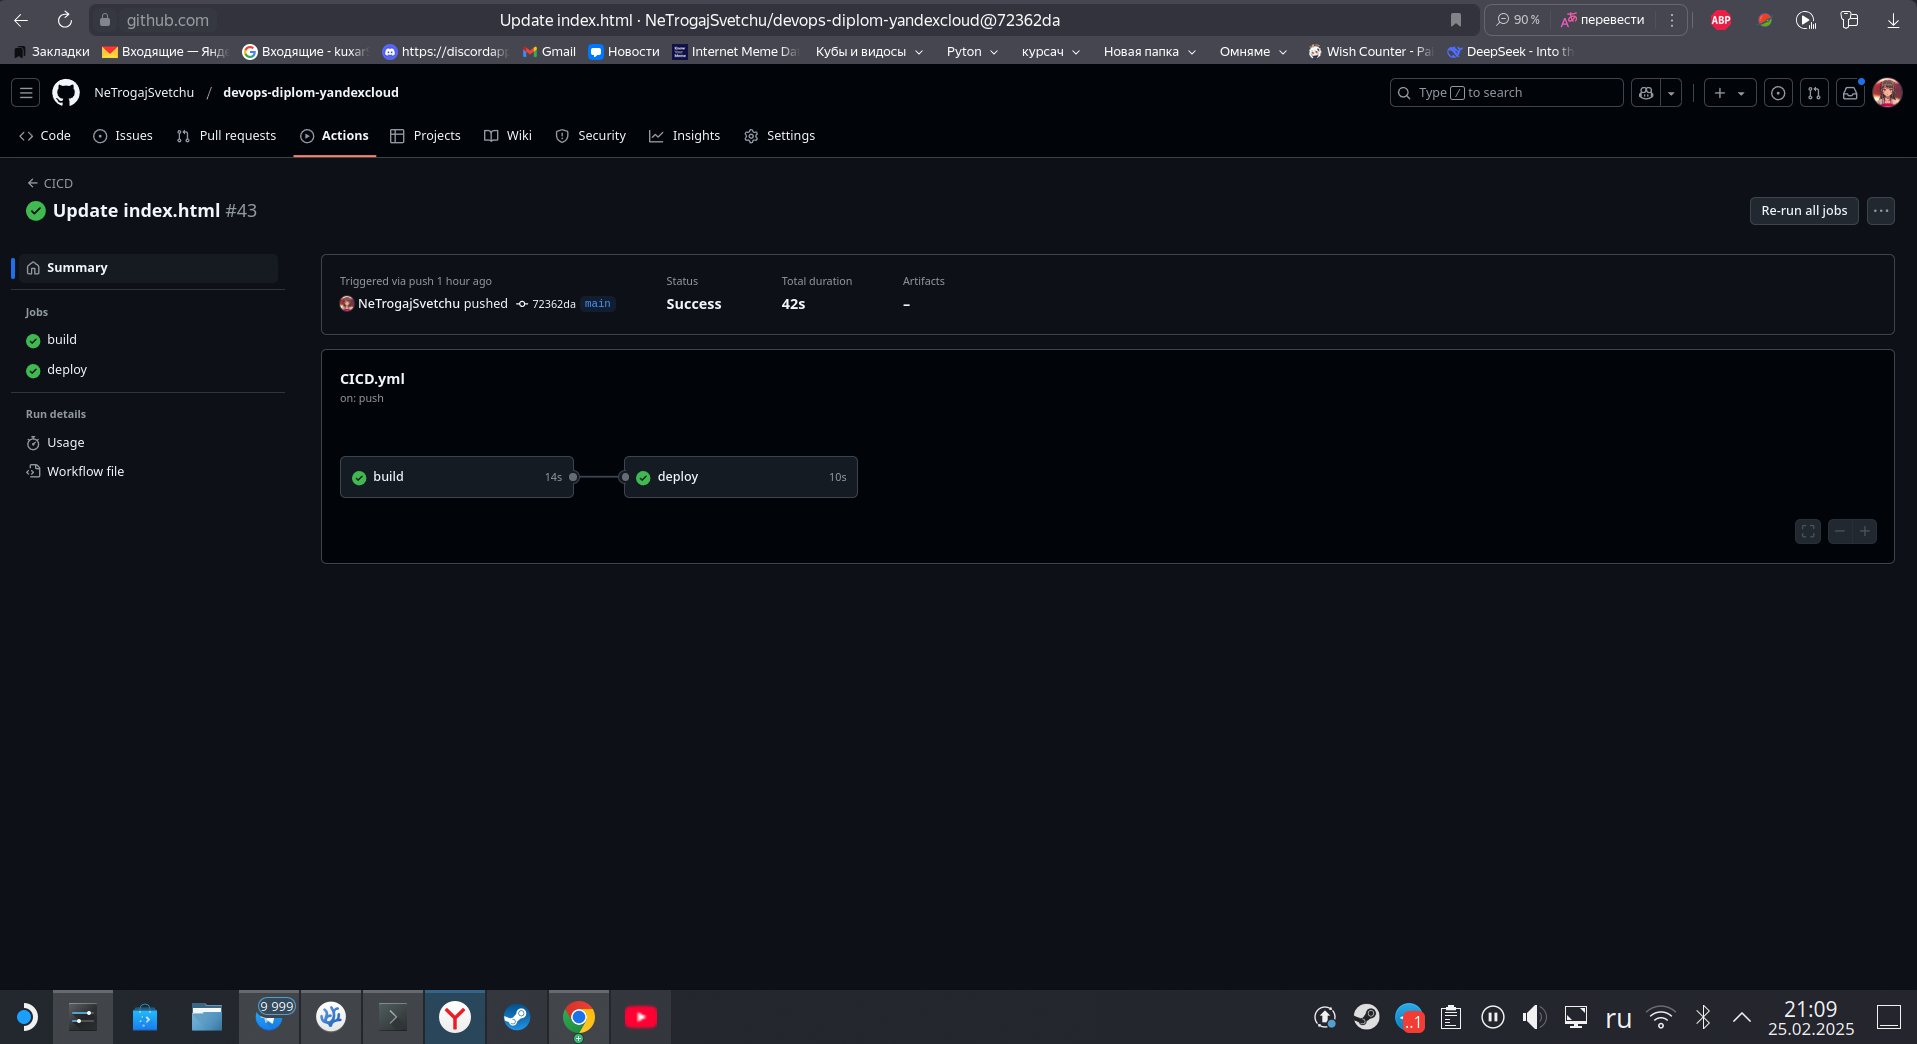 github.com
Update index.html · NeTrogajSvetchu/devops-diplom-yandexcloud@72362da
90 %
перевести
ABP
Закладки
Входящие — Янд
Входящие - kuxar
https://discordapp
Gmail
Новости
Internet Meme Da
Кубы и видосы
Pyton
курсач
Новая папка
Омняме
Wish Counter - Pai
DeepSeek - Into th
NeTrogajSvetchu / devops-diplom-yandexcloud
Type / to search
Code
Issues
Pull requests
Actions
Projects
Wiki
Security
Insights
Settings
CICD
Update index.html #43
Re-run all jobs
Summary
Jobs
build
deploy
Run details
Usage
Workflow file
Triggered via push 1 hour ago
NeTrogajSvetchu pushed 72362da main
Status
Success
Total duration
42s
Artifacts
–
CICD.yml
on: push
build 14s
deploy 10s
9 999
..1
ru
21:09
25.02.2025